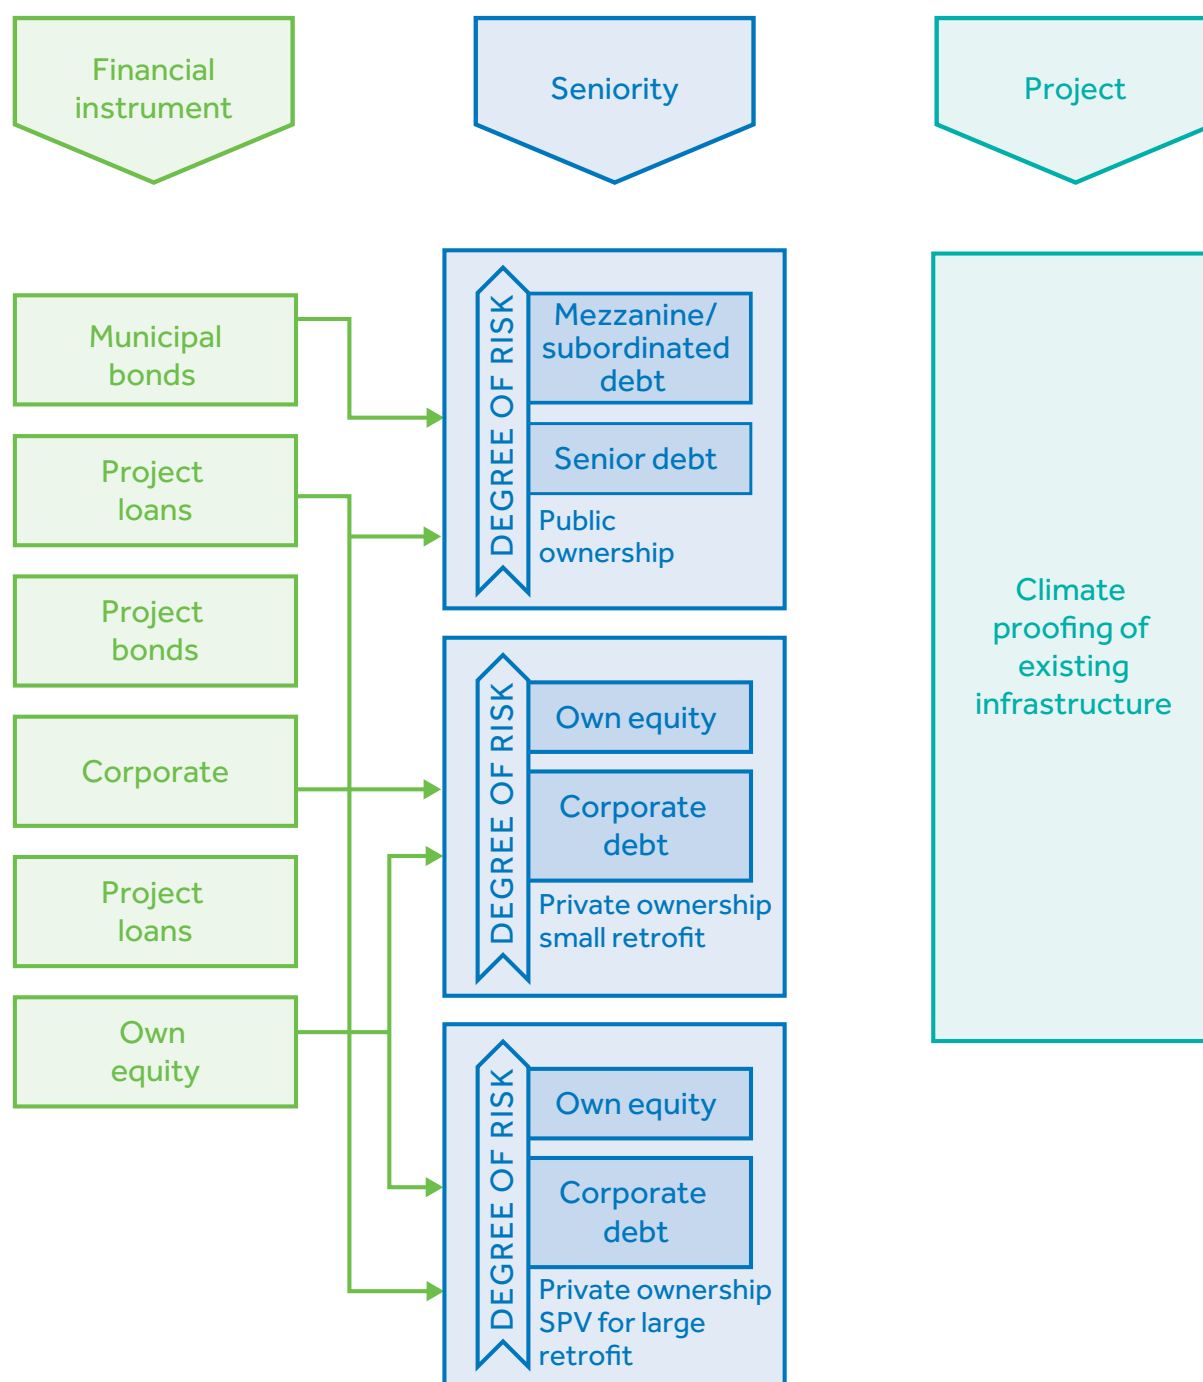 Financial
instrument
Seniority
Project
Municipal
bonds
Project
loans
Project
bonds
Corporate
Project
loans
Own
equity
DEGREE OF RISK
Mezzanine/
subordinated
debt
Senior debt
Public
ownership
DEGREE OF RISK
Own equity
Corporate
debt
Private ownership
small retrofit
DEGREE OF RISK
Own equity
Corporate
debt
Private ownership
SPV for large
retrofit
Climate
proofing of
existing
infrastructure